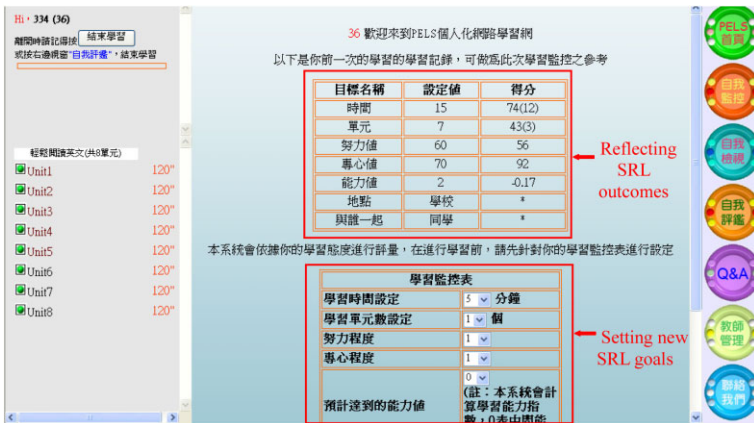 Hi, 334 (36)
離開時請記得按 結束學習
或按右邊視窗"自我評鑑"，結束學習
輕鬆閱讀英文(共8單元)
Unit1 120"
Unit2 120"
Unit3 120"
Unit4 120"
Unit5 120"
Unit6 120"
Unit7 120"
Unit8 120"
36 歡迎來到PELS個人化網路學習網
以下是你前一次的學習的學習記錄，可做為此次學習監控之參考
目標名稱 設定值 得分
時間 15 74(12)
單元 7 43(3)
努力值 60 56
專心值 70 92
能力值 2 -0.17
地點 學校 *
與誰一起 同學 *
Reflecting
SRL
outcomes
本系統會依據你的學習態度進行評量，在進行學習前，請先針對你的學習監控表進行設定
學習監控表
學習時間設定 5 分鐘
學習單元數設定 1 個
努力程度 1
專心程度 1
預計達到的能力值 0
(註：本系統會計
算學習能力指
數，0表中間能
Setting new
SRL goals
PELS
首頁
自我
監控
自我
檢視
自我
評鑑
Q&A
教師
管理
聯絡
我們